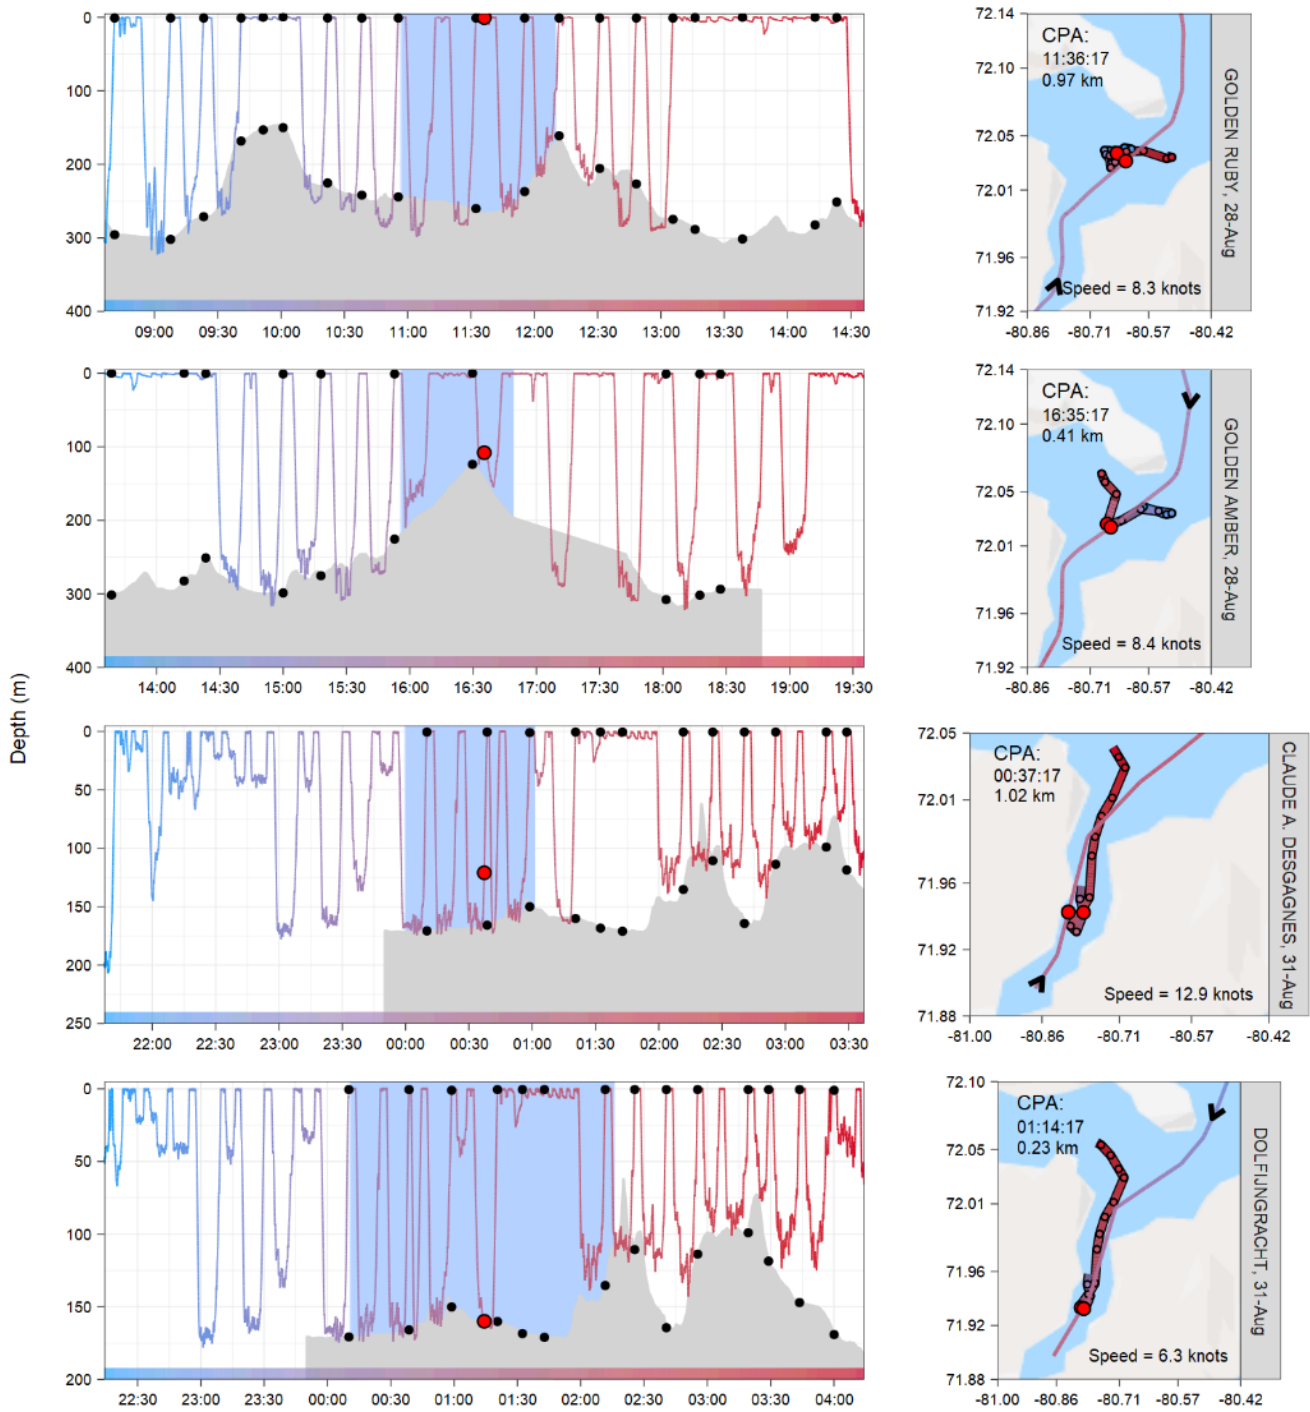 Depth (m)
0
100
200
300
400
09:00 09:30 10:00 10:30 11:00 11:30 12:00 12:30 13:00 13:30 14:00 14:30
72.14
72.10
72.05
72.01
71.96
71.92
-80.86 -80.71 -80.57 -80.42
CPA:
11:36:17
0.97 km
Speed = 8.3 knots
GOLDEN RUBY, 28-Aug
0
100
200
300
400
14:00 14:30 15:00 15:30 16:00 16:30 17:00 17:30 18:00 18:30 19:00 19:30
72.14
72.10
72.05
72.01
71.96
71.92
-80.86 -80.71 -80.57 -80.42
CPA:
16:35:17
0.41 km
Speed = 8.4 knots
GOLDEN AMBER, 28-Aug
0
50
100
150
200
250
22:00 22:30 23:00 23:30 00:00 00:30 01:00 01:30 02:00 02:30 03:00 03:30
72.05
72.01
71.96
71.92
71.88
-81.00 -80.86 -80.71 -80.57 -80.42
CPA:
00:37:17
1.02 km
Speed = 12.9 knots
CLAUDE A. DESGAGNES, 31-Aug
0
50
100
150
200
22:30 23:00 23:30 00:00 00:30 01:00 01:30 02:00 02:30 03:00 03:30 04:00
72.10
72.05
72.01
71.96
71.92
71.88
-81.00 -80.86 -80.71 -80.57 -80.42
CPA:
01:14:17
0.23 km
Speed = 6.3 knots
DOLFIJNGRACHT, 31-Aug